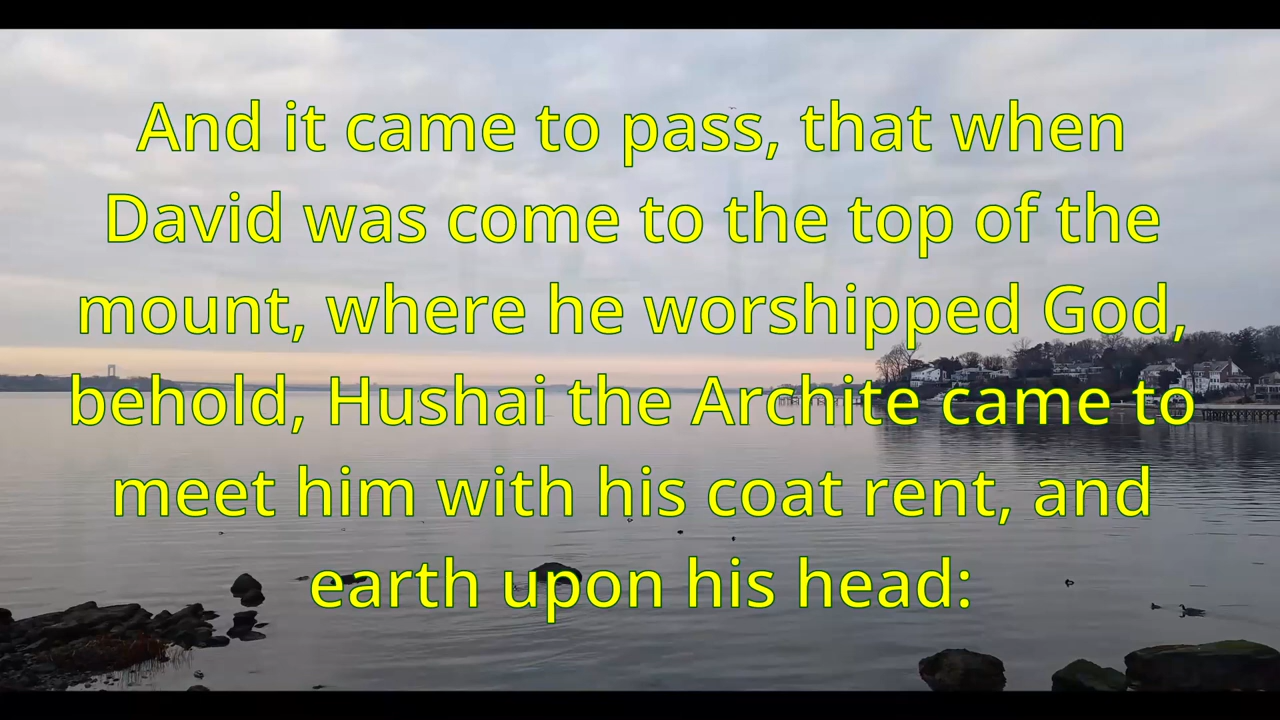 And it came to pass, that when
David was come to the top of the
mount, where he worshipped God,
behold, Hushai the Archite came to
meet him with his coat rent, and
earth upon his head: